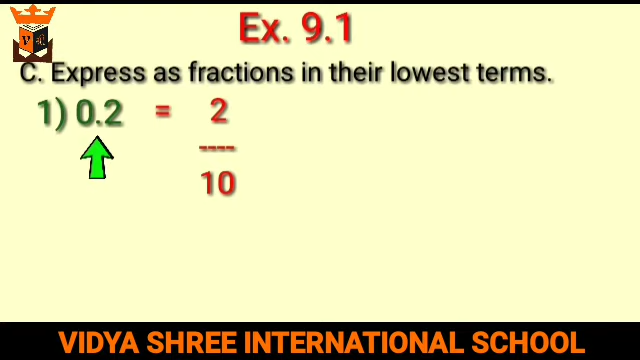 Ex. 9.1
C. Express as fractions in their lowest terms.
1) 0.2 = 2
----
10
VIDYA SHREE INTERNATIONAL SCHOOL